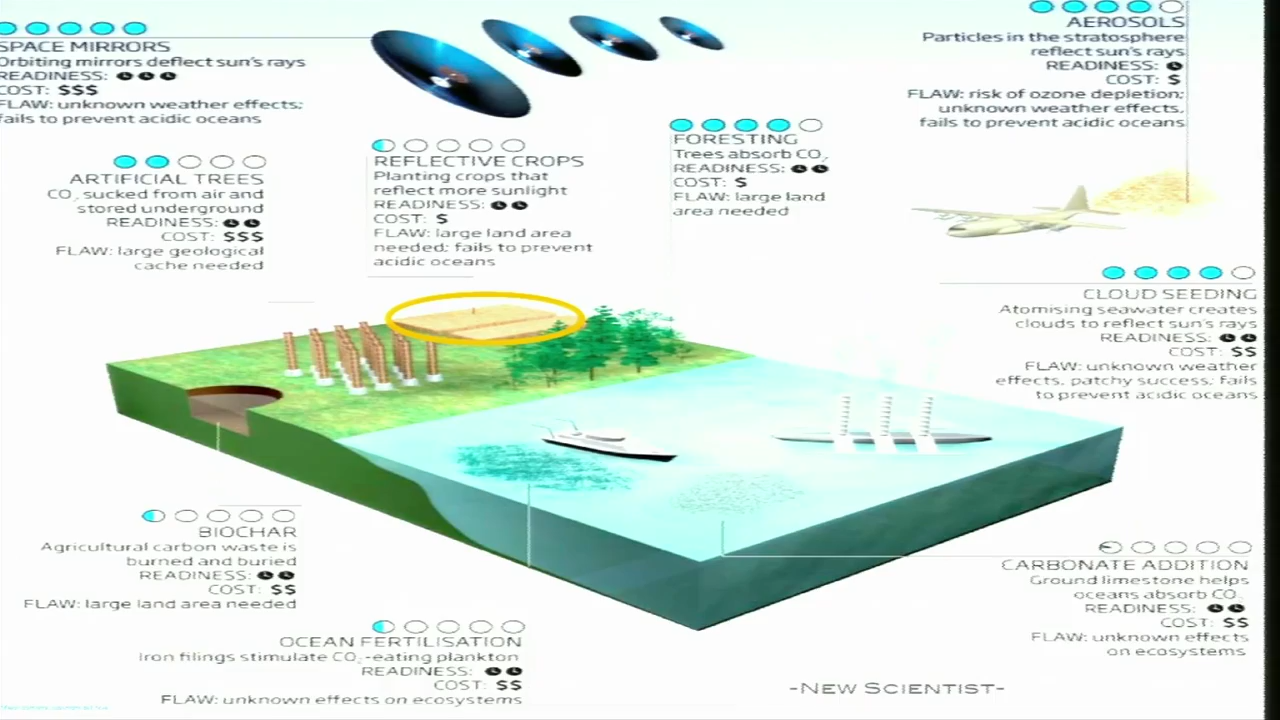 SPACE MIRRORS
Orbiting mirrors deflect sun's rays
READINESS:
COST: $$$
FLAW: unknown weather effects;
fails to prevent acidic oceans
AEROSOLS
Particles in the stratosphere
reflect sun's rays
READINESS:
COST: $
FLAW: risk of ozone depletion;
unknown weather effects,
fails to prevent acidic oceans
ARTIFICIAL TREES
CO₂ sucked from air and
stored underground
READINESS:
COST: $$$
FLAW: large geological
cache needed
REFLECTIVE CROPS
Planting crops that
reflect more sunlight
READINESS:
COST: $
FLAW: large land area
needed; fails to prevent
acidic oceans
FORESTING
Trees absorb CO₂
READINESS:
COST: $
FLAW: large land
area needed
CLOUD SEEDING
Atomising seawater creates
clouds to reflect sun's rays
READINESS:
COST: $$
FLAW: unknown weather
effects, patchy success; fails
to prevent acidic oceans
BIOCHAR
Agricultural carbon waste is
burned and buried
READINESS:
COST: $$
FLAW: large land area needed
OCEAN FERTILISATION
Iron filings stimulate CO₂-eating plankton
READINESS:
COST: $$
FLAW: unknown effects on ecosystems
CARBONATE ADDITION
Ground limestone helps
oceans absorb CO₂
READINESS:
COST: $$
FLAW: unknown effects
on ecosystems
-NEW SCIENTIST-